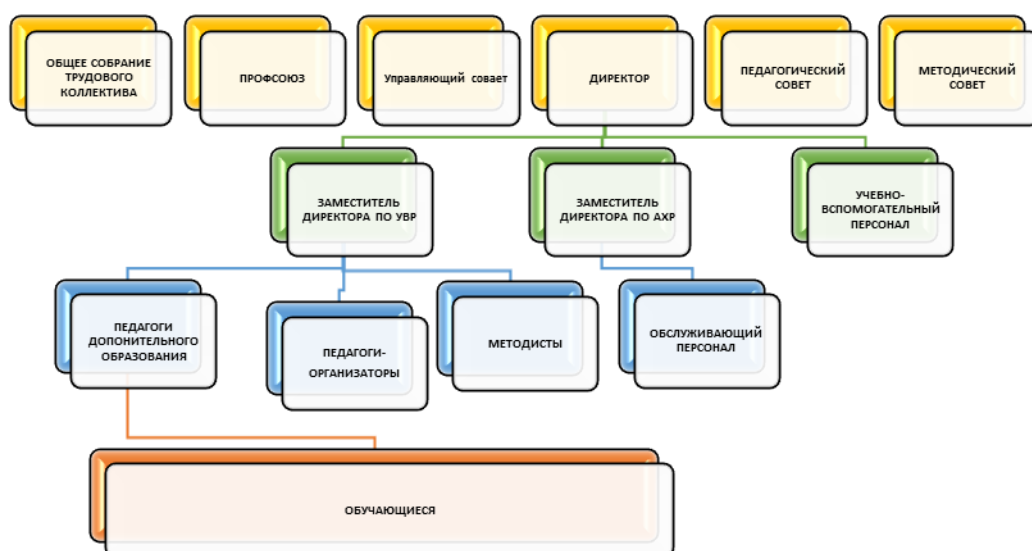 ОБЩЕЕ СОБРАНИЕ
ТРУДОВОГО
КОЛЛЕКТИВА
ПРОФСОЮЗ
Управляющий совает
ДИРЕКТОР
ПЕДАГОГИЧЕСКИЙ
СОВЕТ
МЕТОДИЧЕСКИЙ
СОВЕТ
ЗАМЕСТИТЕЛЬ
ДИРЕКТОРА ПО УВР
ЗАМЕСТИТЕЛЬ
ДИРЕКТОРА ПО АХР
УЧЕБНО-
ВСПОМОГАТЕЛЬНЫЙ
ПЕРСОНАЛ
ПЕДАГОГИ
ДОПОНИТЕЛЬНОГО
ОБРАЗОВАНИЯ
ПЕДАГОГИ-
ОРГАНИЗАТОРЫ
МЕТОДИСТЫ
ОБСЛУЖИВАЮЩИЙ
ПЕРСОНАЛ
ОБУЧАЮЩИЕСЯ